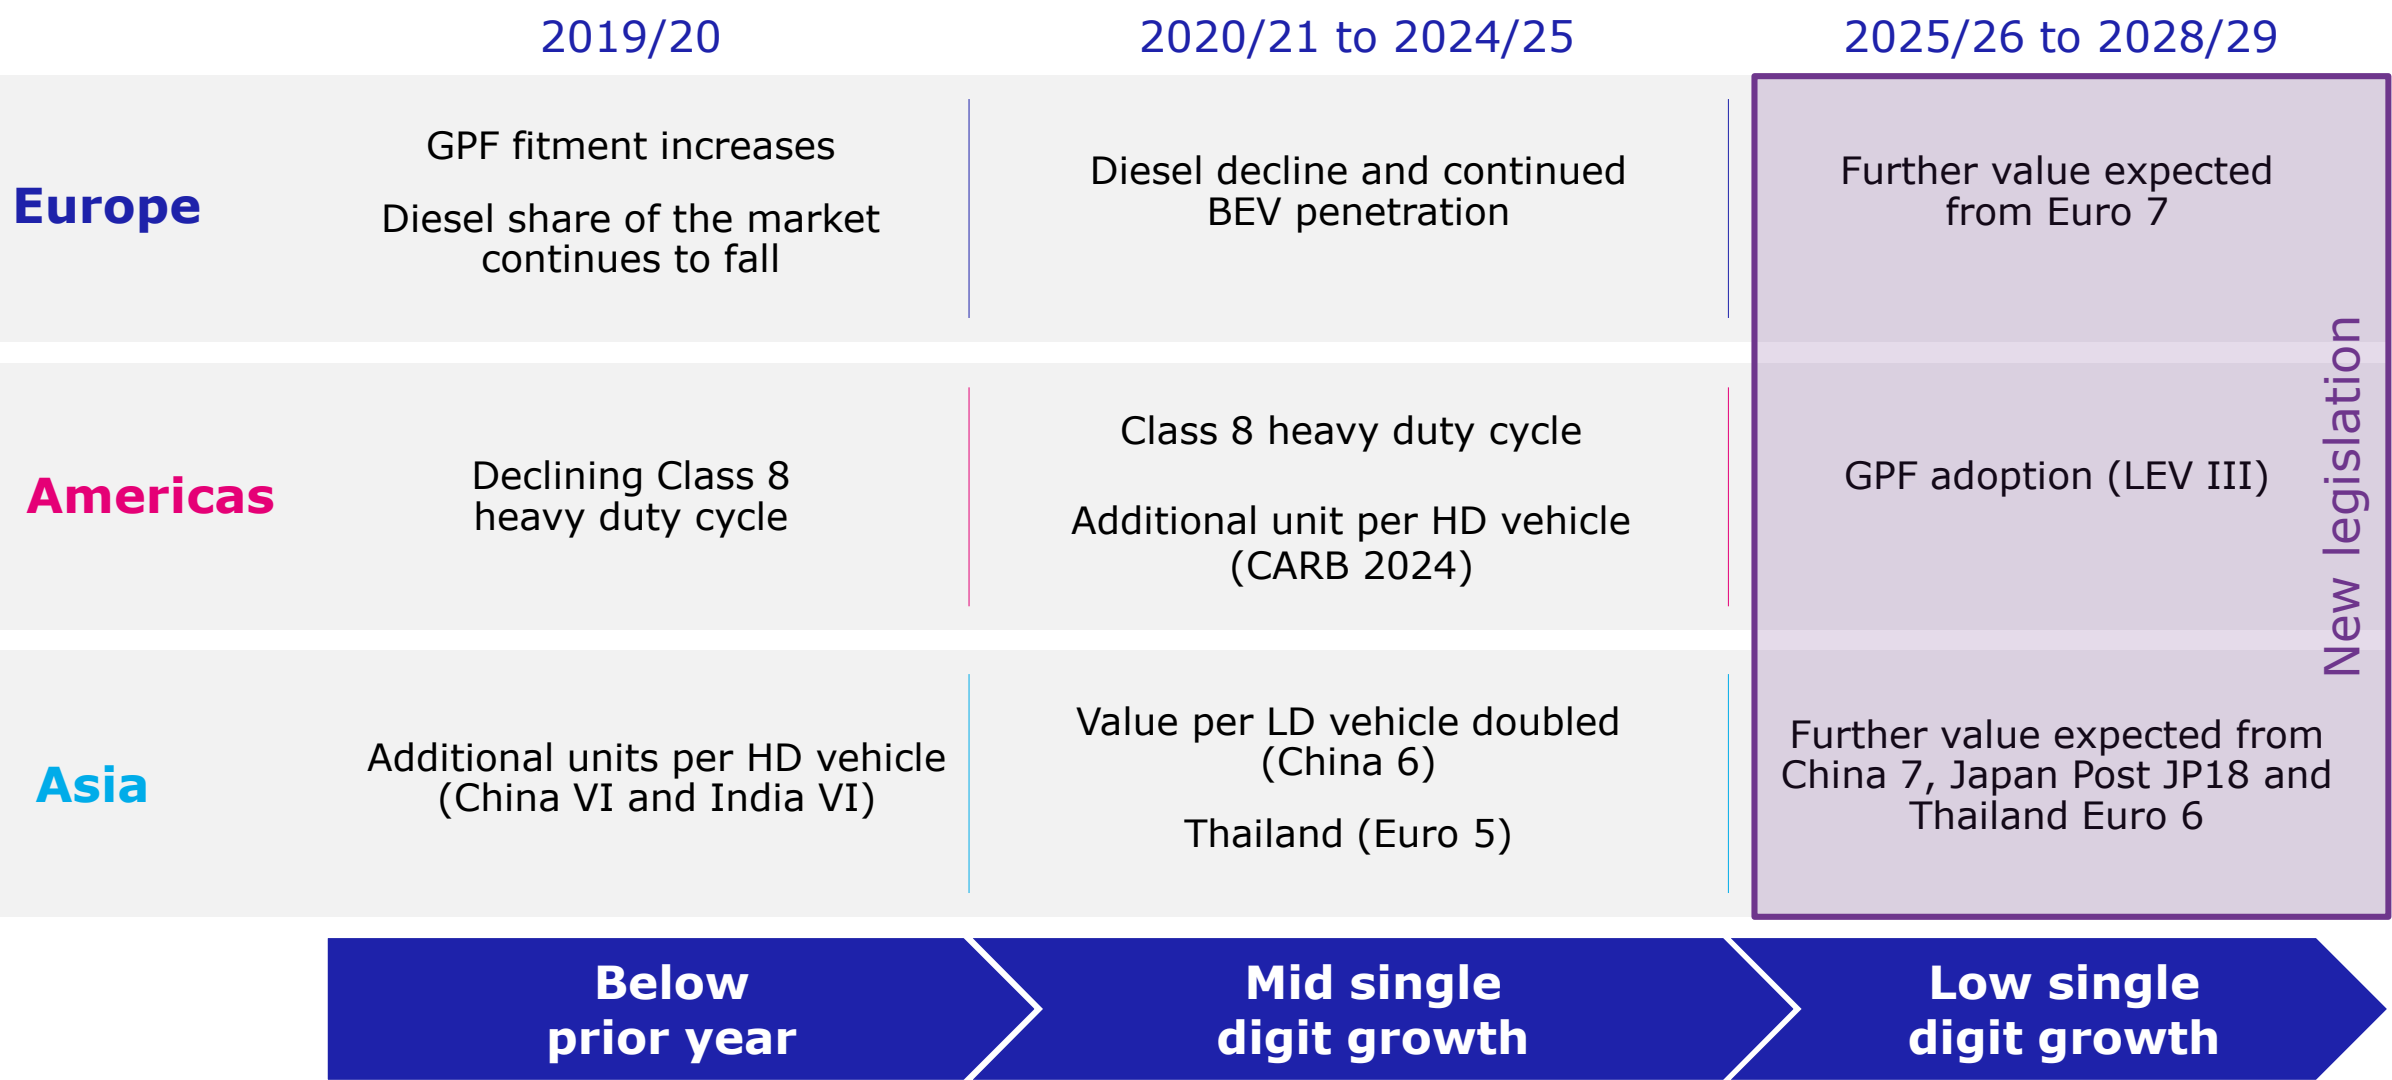 2019/20
2020/21 to 2024/25
2025/26 to 2028/29
Europe
GPF fitment increases
Diesel share of the market
continues to fall
Diesel decline and continued
BEV penetration
Further value expected
from Euro 7
Americas
Declining Class 8
heavy duty cycle
Class 8 heavy duty cycle
Additional unit per HD vehicle
(CARB 2024)
GPF adoption (LEV III)
Asia
Additional units per HD vehicle
(China VI and India VI)
Value per LD vehicle doubled
(China 6)
Thailand (Euro 5)
Further value expected from
China 7, Japan Post JP18 and
Thailand Euro 6
New legislation
Below
prior year
Mid single
digit growth
Low single
digit growth